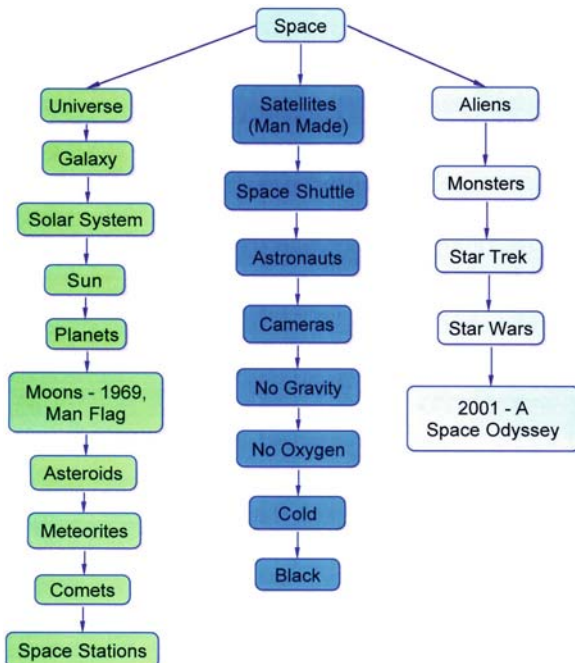 Space
Universe
Galaxy
Solar System
Sun
Planets
Moons - 1969,
Man Flag
Asteroids
Meteorites
Comets
Space Stations
Satellites
(Man Made)
Space Shuttle
Astronauts
Cameras
No Gravity
No Oxygen
Cold
Black
Aliens
Monsters
Star Trek
Star Wars
2001 - A
Space Odyssey